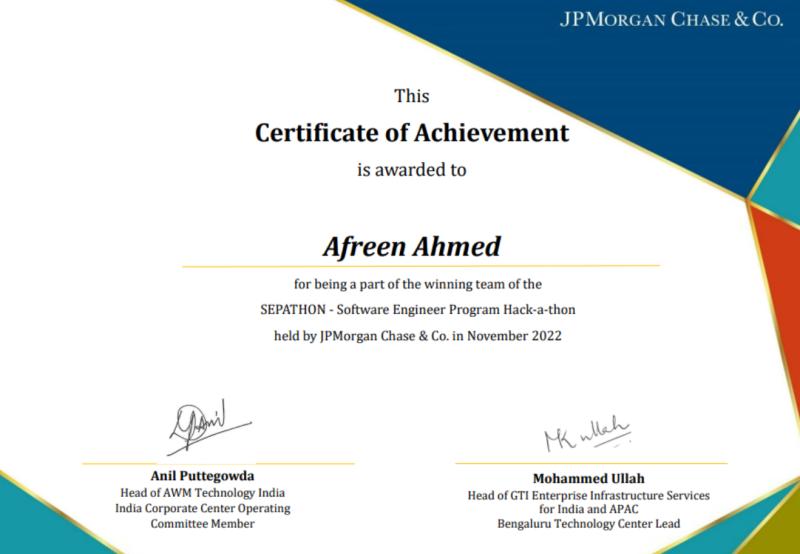 JPMORGAN CHASE & CO.
This
Certificate of Achievement
is awarded to
Afreen Ahmed
for being a part of the winning team of the
SEPATHON - Software Engineer Program Hack-a-thon
held by JPMorgan Chase & Co. in November 2022
Anil
MK Ullah
Anil Puttegowda
Head of AWM Technology India
India Corporate Center Operating
Committee Member
Mohammed Ullah
Head of GTI Enterprise Infrastructure Services
for India and APAC
Bengaluru Technology Center Lead